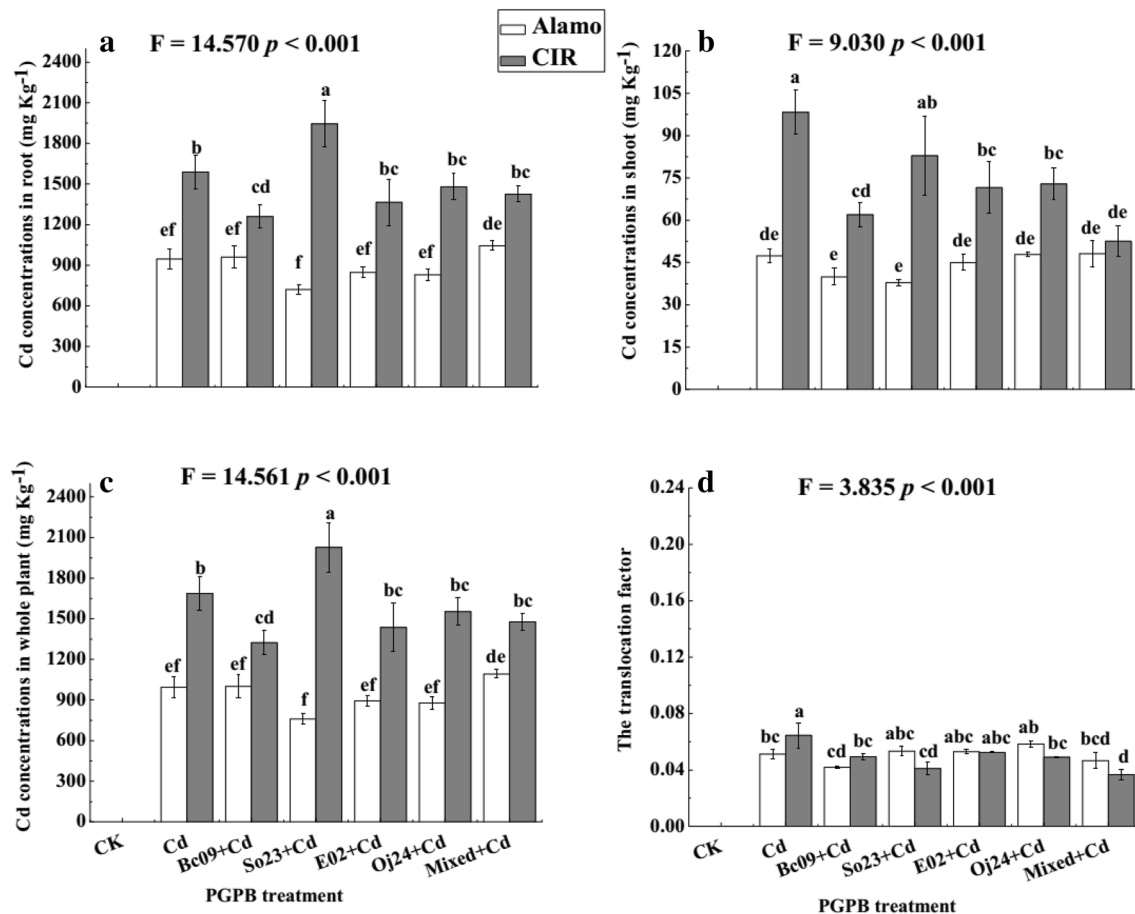 Alamo
CIR
a
F = 14.570 p < 0.001
Cd concentrations in root (mg Kg⁻¹)
2400
2100
1800
1500
1200
900
600
300
0
ef
b
ef
cd
f
a
ef
bc
ef
bc
de
bc
b
F = 9.030 p < 0.001
Cd concentrations in shoot (mg Kg⁻¹)
120
105
90
75
60
45
30
15
0
de
a
e
cd
e
ab
de
bc
de
bc
de
de
c
F = 14.561 p < 0.001
Cd concentrations in whole plant (mg Kg⁻¹)
2400
2100
1800
1500
1200
900
600
300
0
ef
b
ef
cd
f
a
ef
bc
ef
bc
de
bc
CK
Cd
Bc09+Cd
So23+Cd
E02+Cd
Oj24+Cd
Mixed+Cd
PGPB treatment
d
F = 3.835 p < 0.001
The translocation factor
0.24
0.20
0.16
0.12
0.08
0.04
0.00
bc
a
cd
bc
abc
cd
abc
abc
ab
bc
bcd
d
CK
Cd
Bc09+Cd
So23+Cd
E02+Cd
Oj24+Cd
Mixed+Cd
PGPB treatment